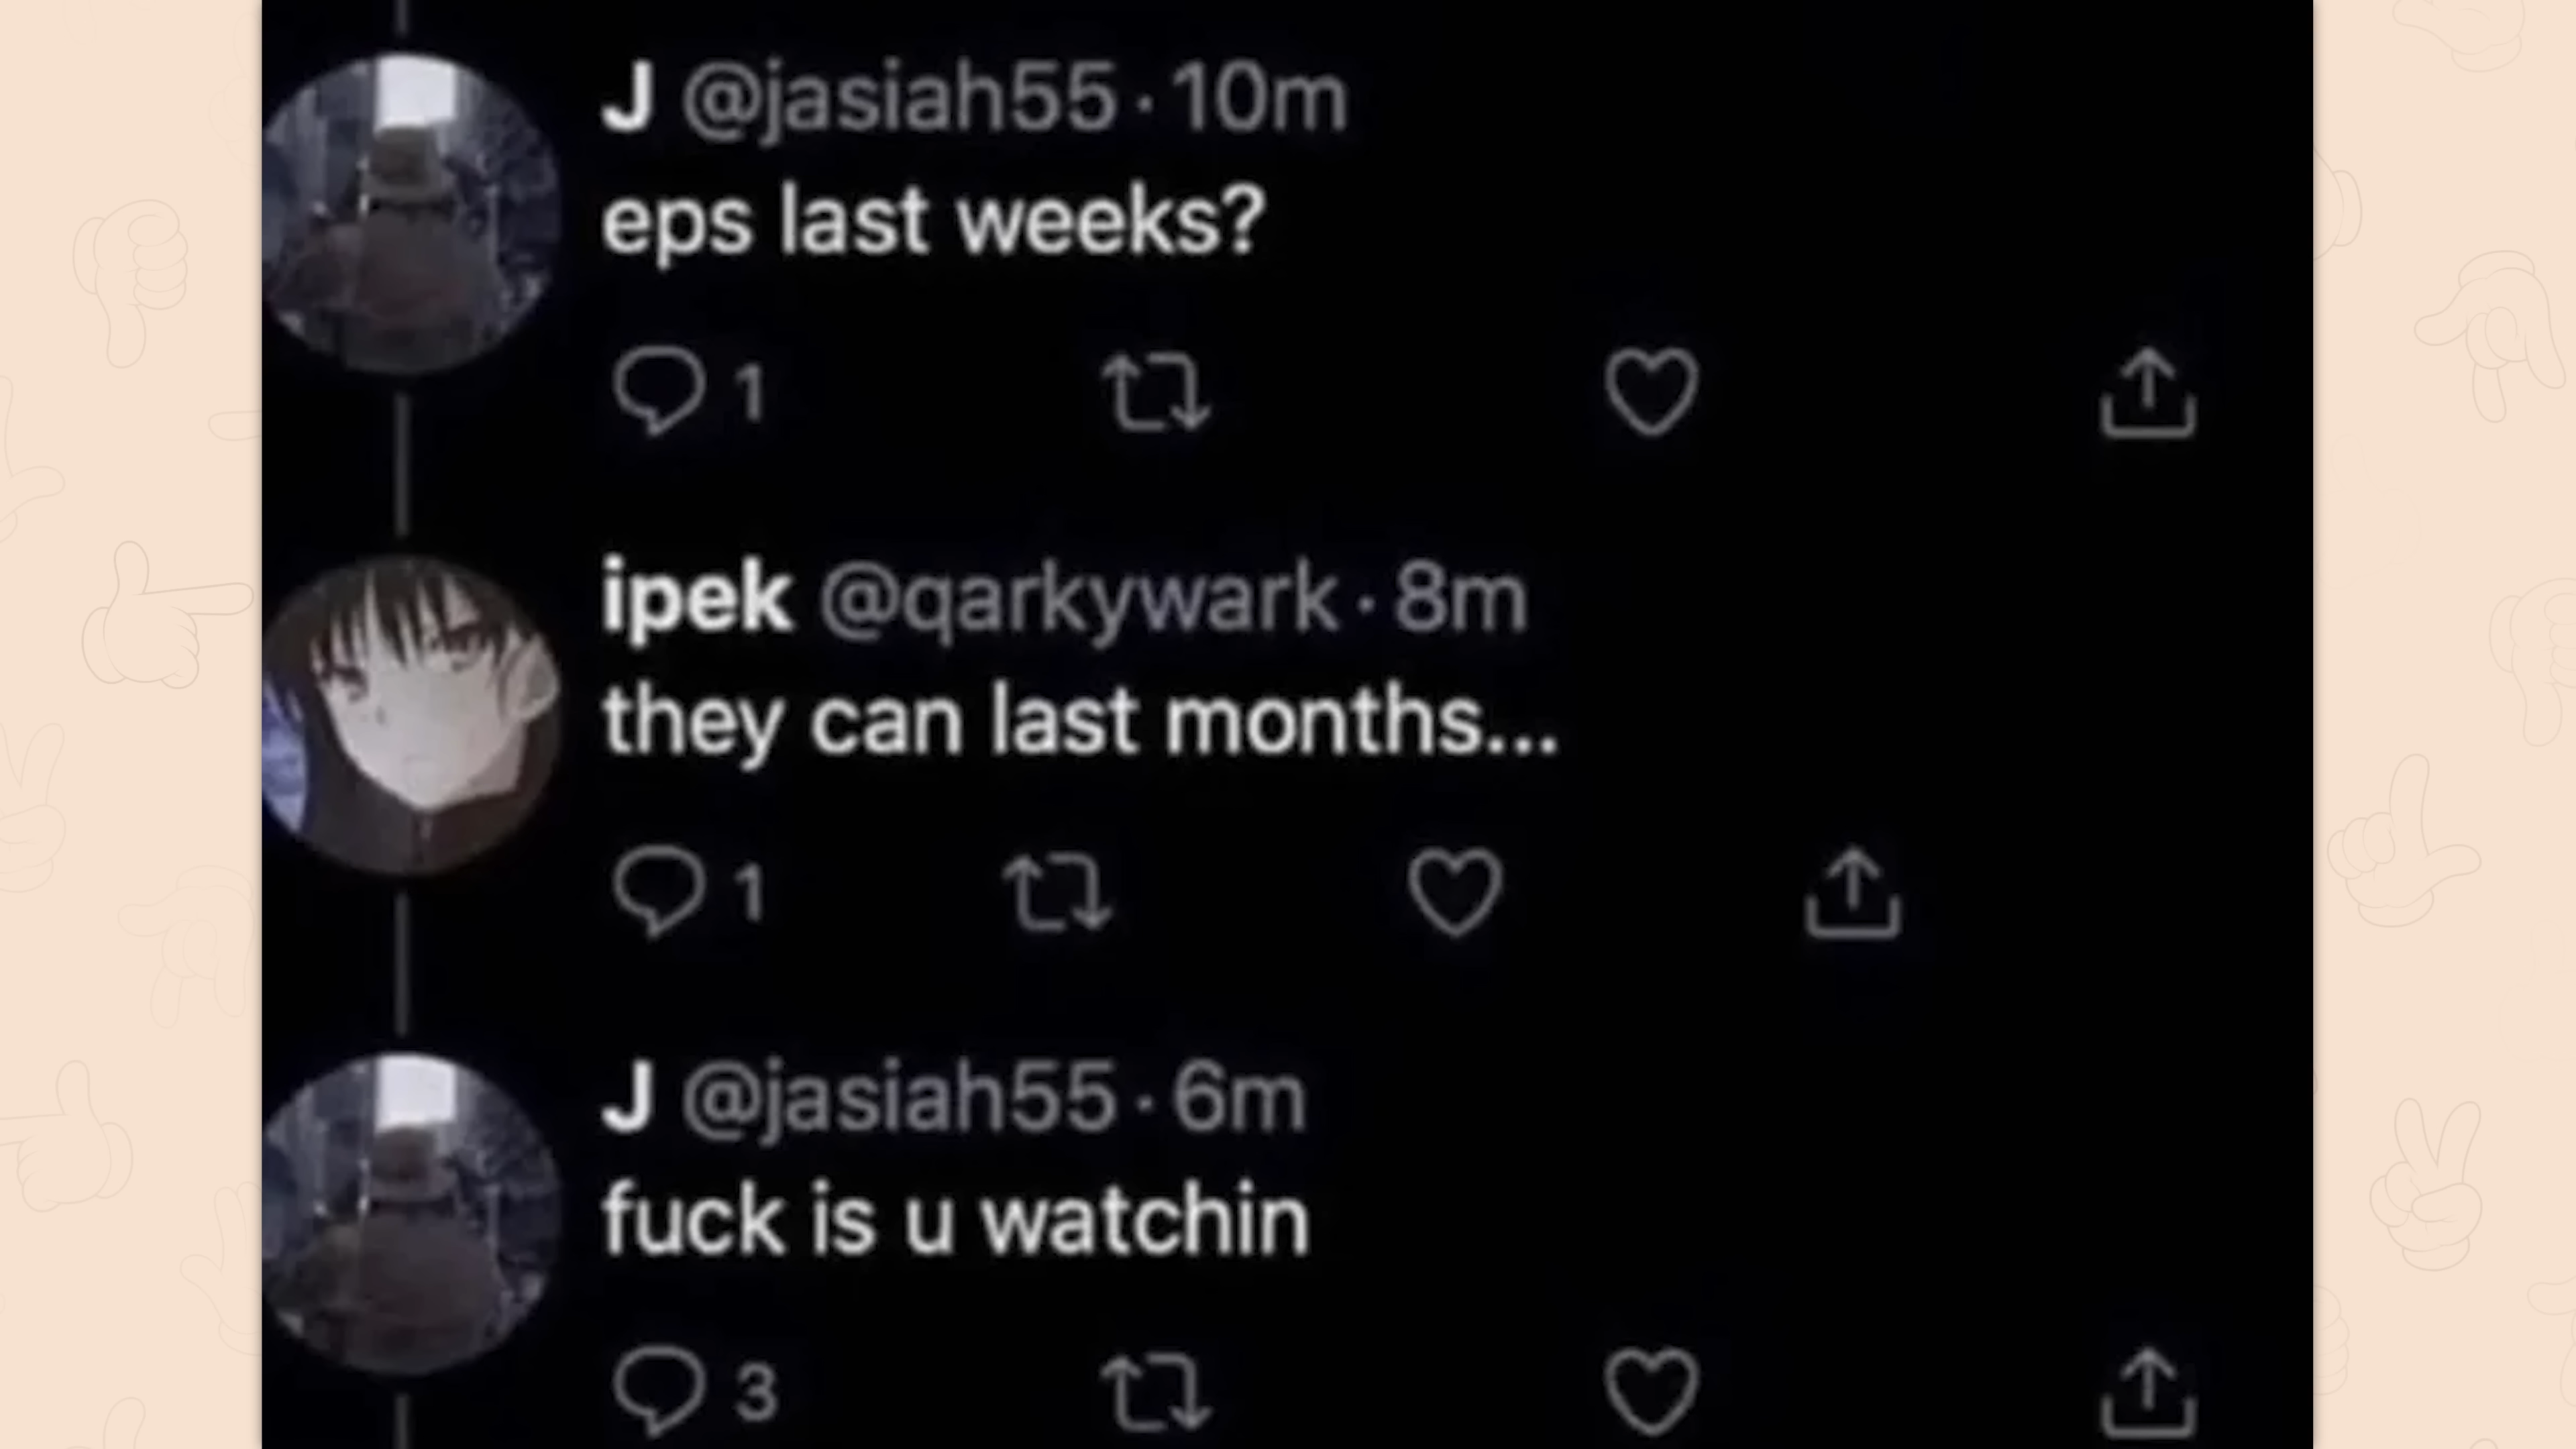 J @jasiah55 · 10m
eps last weeks?
1
ipek @qarkywark · 8m
they can last months...
1
J @jasiah55 · 6m
fuck is u watchin
3